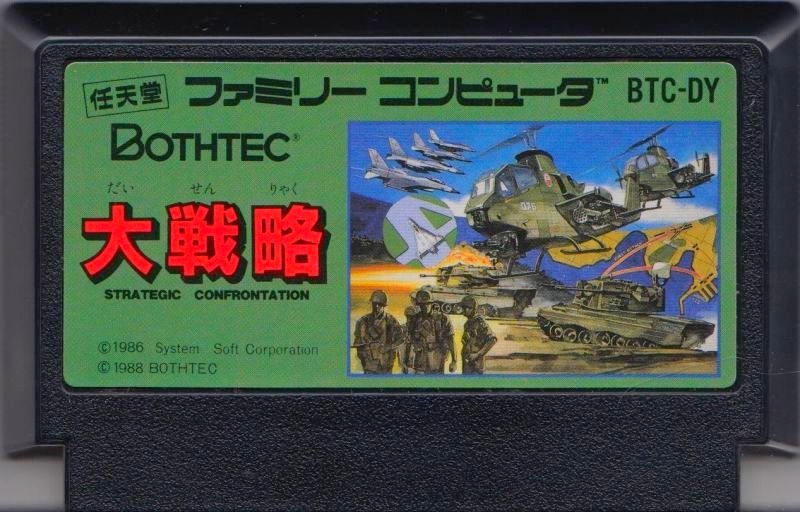 任天堂 ファミリー コンピュータ™ BTC-DY
BOTHTEC®
だい せん りゃく
大戦略
STRATEGIC CONFRONTATION
©1986 System Soft Corporation
©1988 BOTHTEC
026